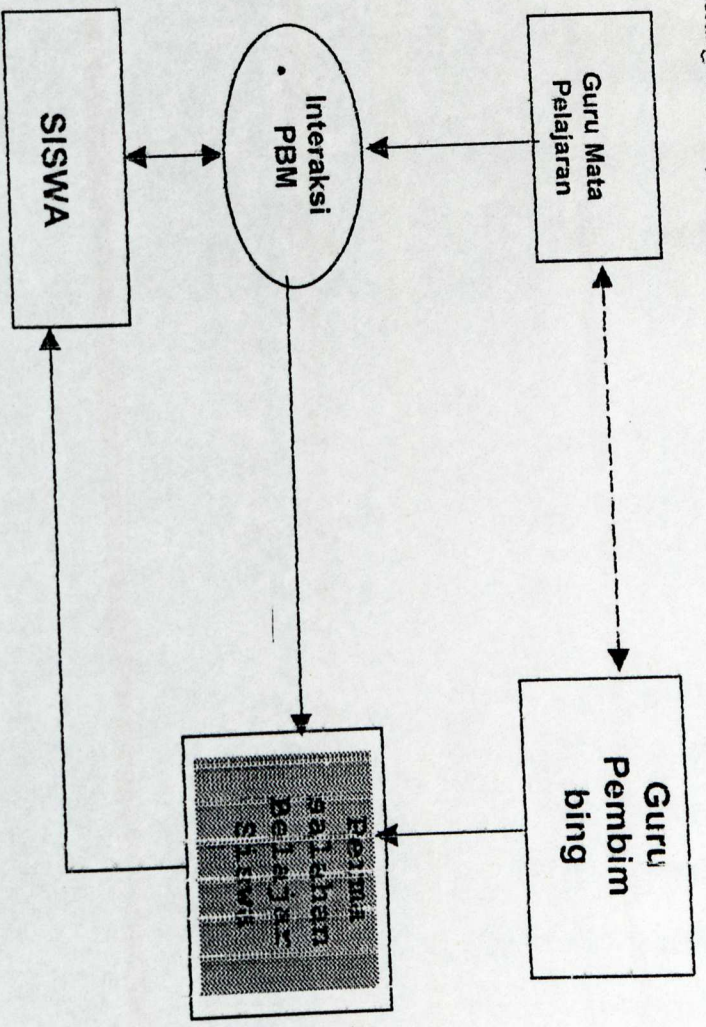 Guru Mata
Pelajaran
Guru
Pembim
bing
• Interaksi
PBM
Perma
salahan
Belajar
Siswa
SISWA